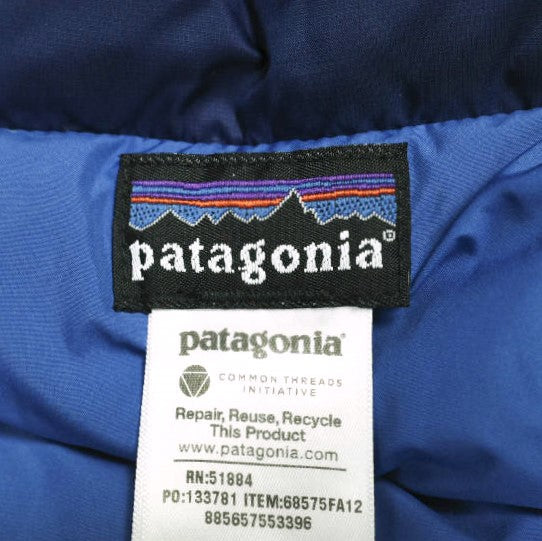 patagonia®
patagonia®
COMMON THREADS
INITIATIVE
Repair, Reuse, Recycle
This Product
www.patagonia.com
RN:51884
PO:133781 ITEM:68575FA12
885657553396